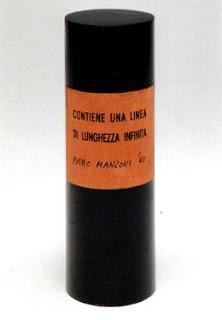 CONTIENE UNA LINEA
DI LUNGHEZZA INFINITA
PIERO MANZONI '60